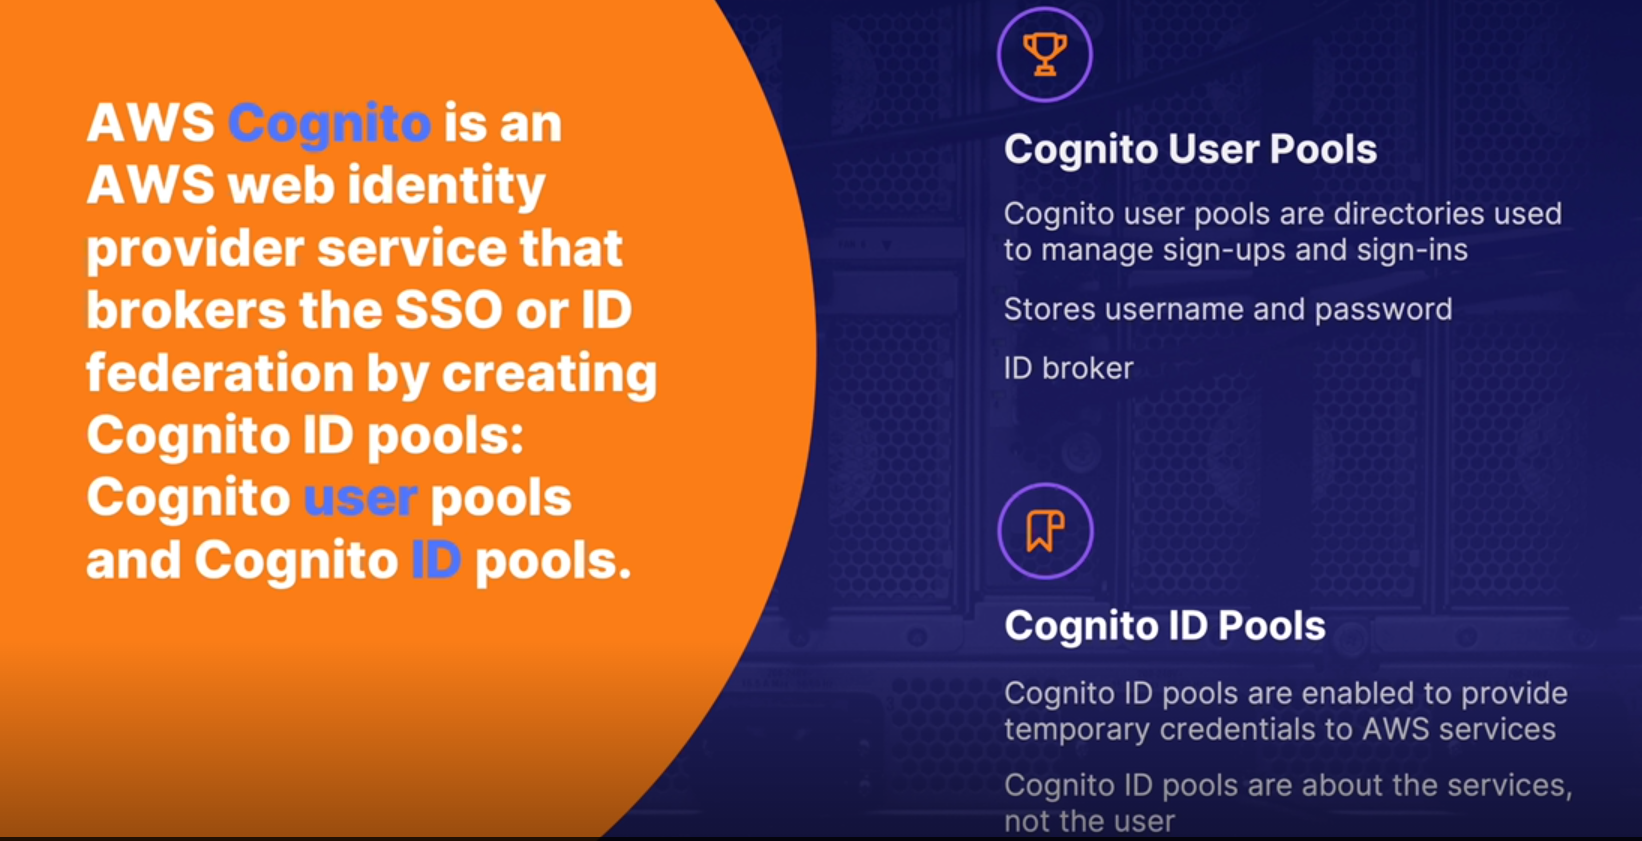 AWS Cognito is an
AWS web identity
provider service that
brokers the SSO or ID
federation by creating
Cognito ID pools:
Cognito user pools
and Cognito ID pools.
Cognito User Pools
Cognito user pools are directories used
to manage sign-ups and sign-ins
Stores username and password
ID broker
Cognito ID Pools
Cognito ID pools are enabled to provide
temporary credentials to AWS services
Cognito ID pools are about the services,
not the user